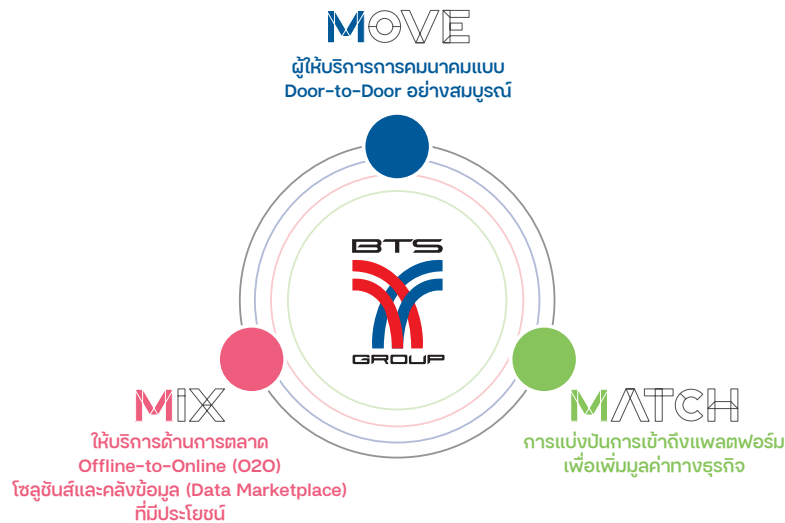 MOVE
ผู้ให้บริการการคมนาคมแบบ
Door-to-Door อย่างสมบูรณ์
BTS
GROUP
MiX
ให้บริการด้านการตลาด
Offline-to-Online (O2O)
โซลูชันส์และคลังข้อมูล (Data Marketplace)
ที่มีประโยชน์
MATCH
การแบ่งปันการเข้าถึงแพลตฟอร์ม
เพื่อเพิ่มมูลค่าทางธุรกิจ